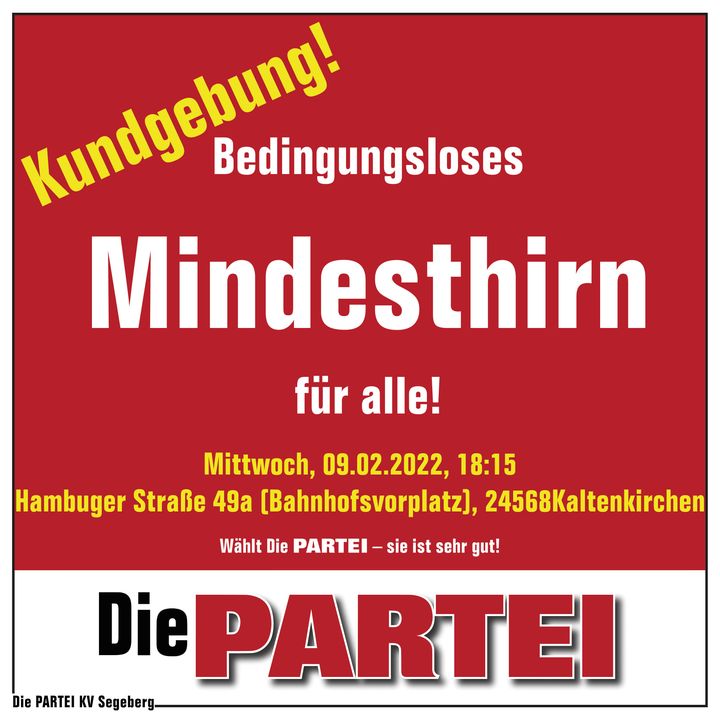 Kundgebung!
Bedingungsloses
Mindesthirn
für alle!
Mittwoch, 09.02.2022, 18:15
Hambuger Straße 49a (Bahnhofsvorplatz), 24568Kaltenkirchen
Wählt Die PARTEI – sie ist sehr gut!
Die PARTEI
Die PARTEI KV Segeberg